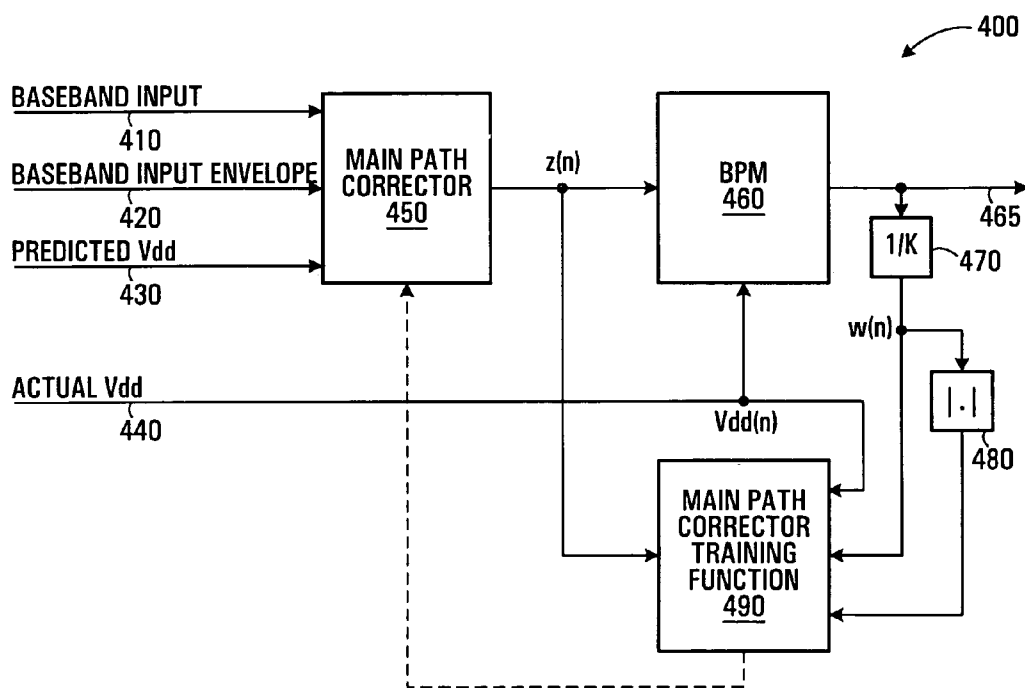 400
BASEBAND INPUT
410
BASEBAND INPUT ENVELOPE
420
PREDICTED Vdd
430
MAIN PATH
CORRECTOR
450
z(n)
BPM
460
465
1/K
470
w(n)
|.|
480
ACTUAL Vdd
440
Vdd(n)
MAIN PATH
CORRECTOR
TRAINING
FUNCTION
490